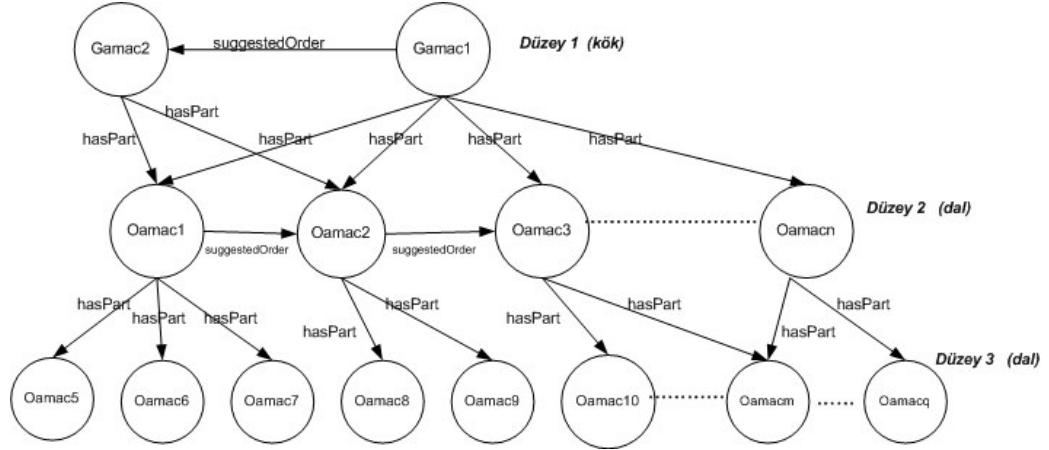 Gamac2
suggestedOrder
Gamac1
Düzey 1 (kök)
hasPart
hasPart
hasPart
hasPart
hasPart
hasPart
Oamac1
suggestedOrder
Oamac2
suggestedOrder
Oamac3
Oamacn
Düzey 2 (dal)
hasPart
hasPart
hasPart
hasPart
hasPart
hasPart
hasPart
hasPart
hasPart
Düzey 3 (dal)
Oamac5
Oamac6
Oamac7
Oamac8
Oamac9
Oamac10
Oamacm
Oamacq